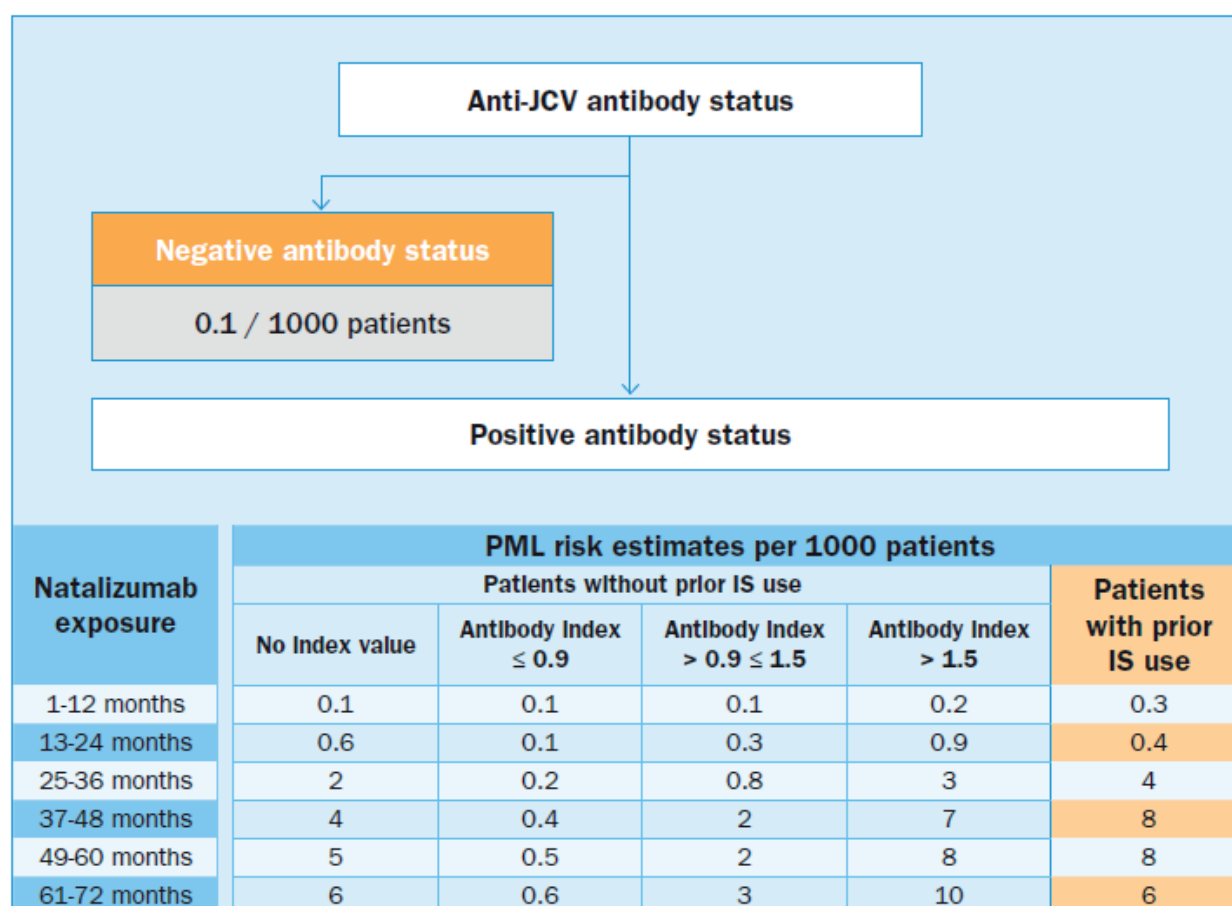 Anti-JCV antibody status
Negative antibody status
0.1 / 1000 patients
Positive antibody status
Natalizumab
exposure
PML risk estimates per 1000 patients
Patients without prior IS use
Patients
with prior
IS use
No Index value
Antibody Index
≤ 0.9
Antibody Index
> 0.9 ≤ 1.5
Antibody Index
> 1.5
1-12 months 0.1 0.1 0.1 0.2 0.3
13-24 months 0.6 0.1 0.3 0.9 0.4
25-36 months 2 0.2 0.8 3 4
37-48 months 4 0.4 2 7 8
49-60 months 5 0.5 2 8 8
61-72 months 6 0.6 3 10 6